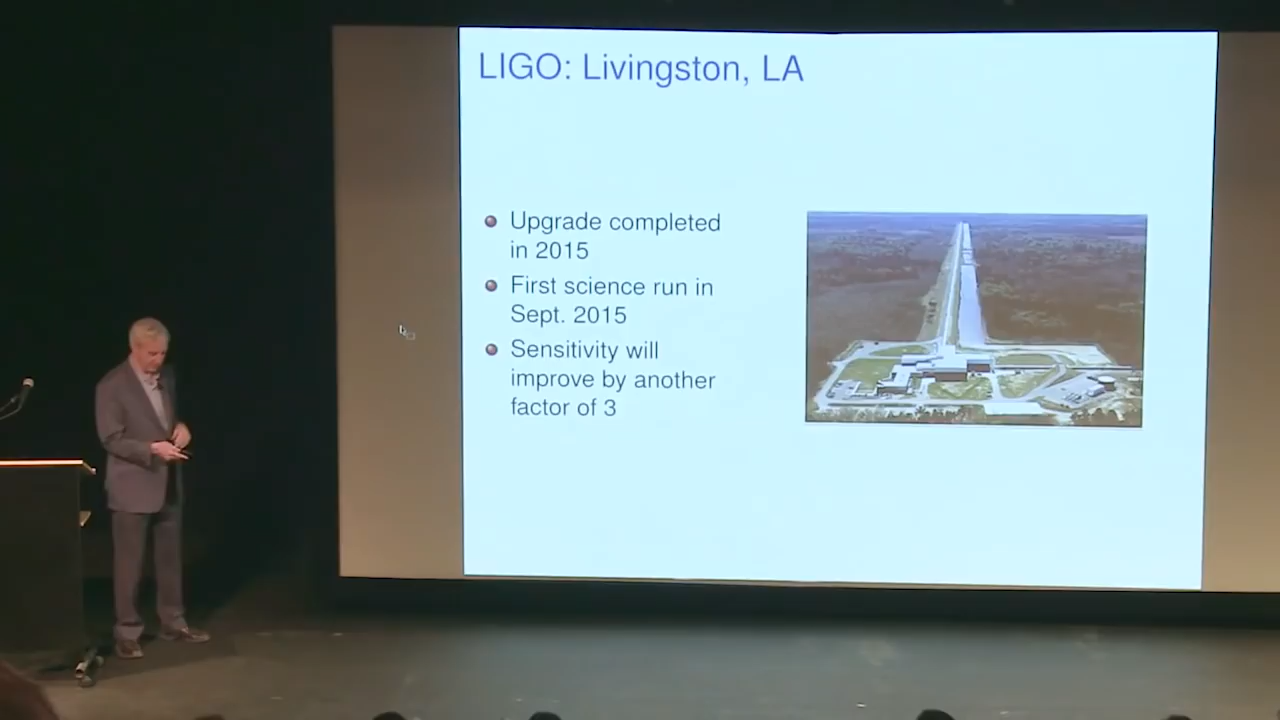 LIGO: Livingston, LA
Upgrade completed
in 2015
First science run in
Sept. 2015
Sensitivity will
improve by another
factor of 3